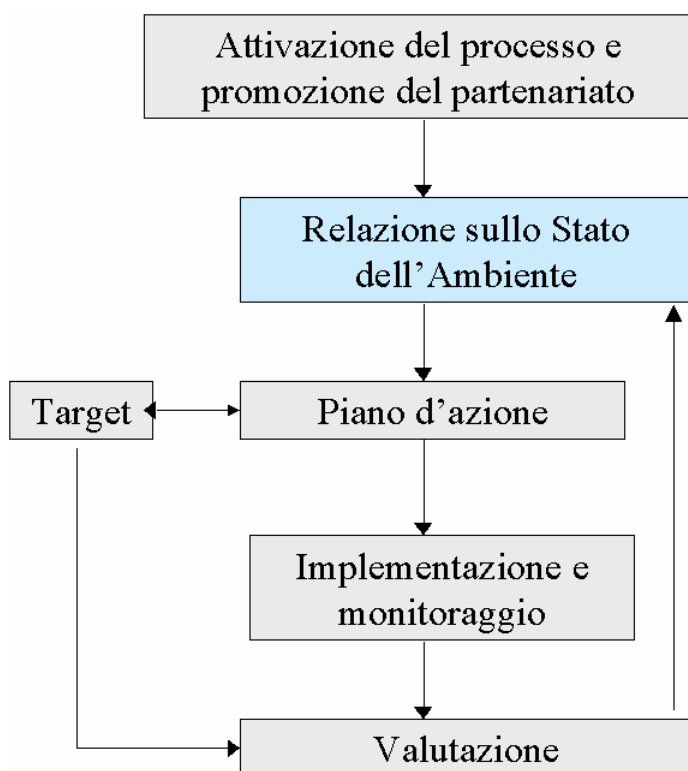 Attivazione del processo e
promozione del partenariato
Relazione sullo Stato
dell’Ambiente
Target
Piano d’azione
Implementazione e
monitoraggio
Valutazione